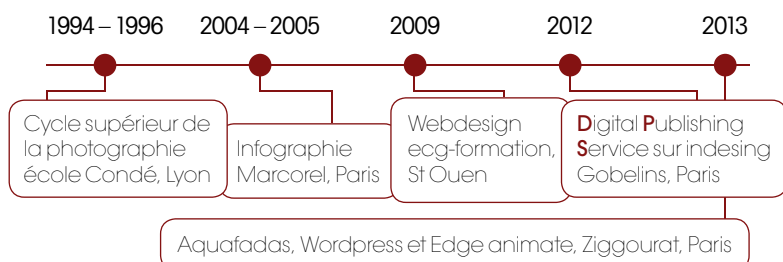 1994 – 1996 2004 – 2005 2009 2012 2013
Cycle supérieur de
la photographie
école Condé, Lyon
Infographie
Marcorel, Paris
Webdesign
ecg-formation,
St Ouen
Digital Publishing
Service sur indesing
Gobelins, Paris
Aquafadas, Wordpress et Edge animate, Ziggourat, Paris